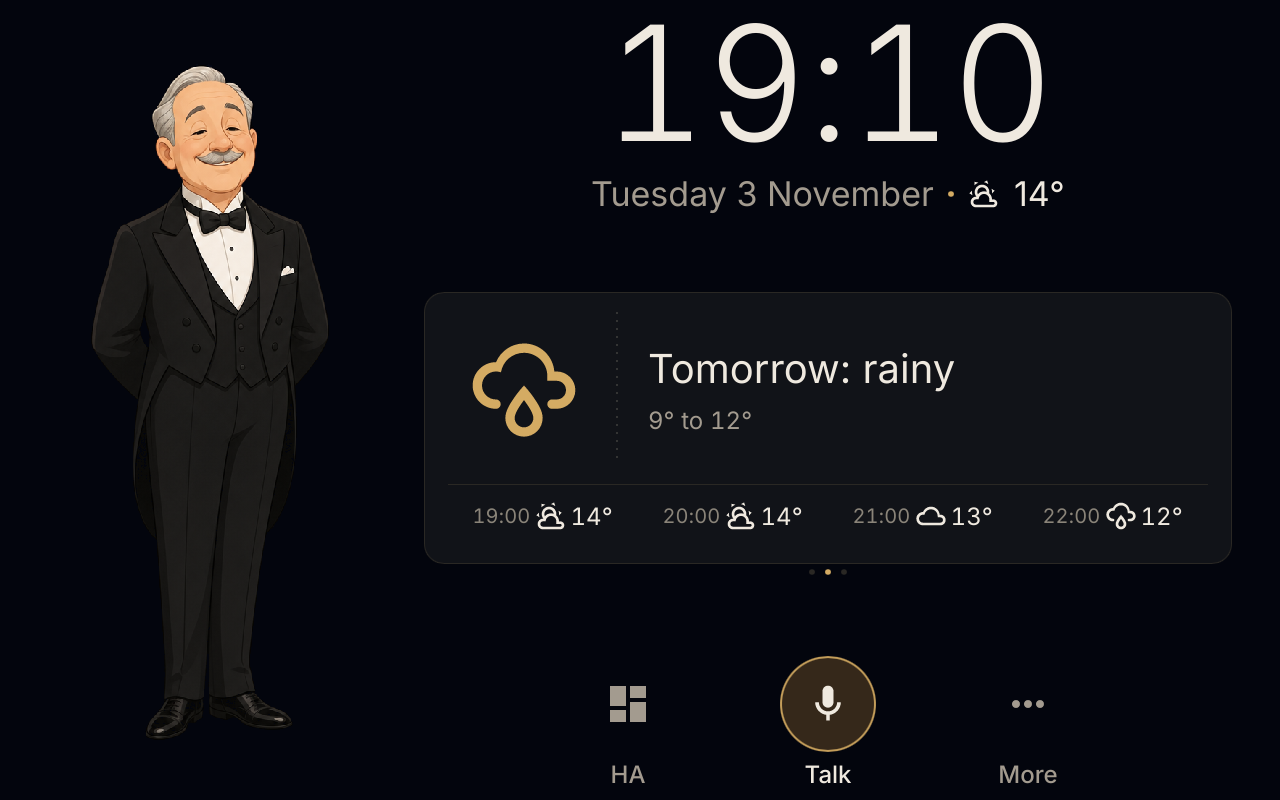 19:10
Tuesday 3 November • 14°
Tomorrow: rainy
9° to 12°
19:00 14° 20:00 14° 21:00 13° 22:00 12°
HA Talk More